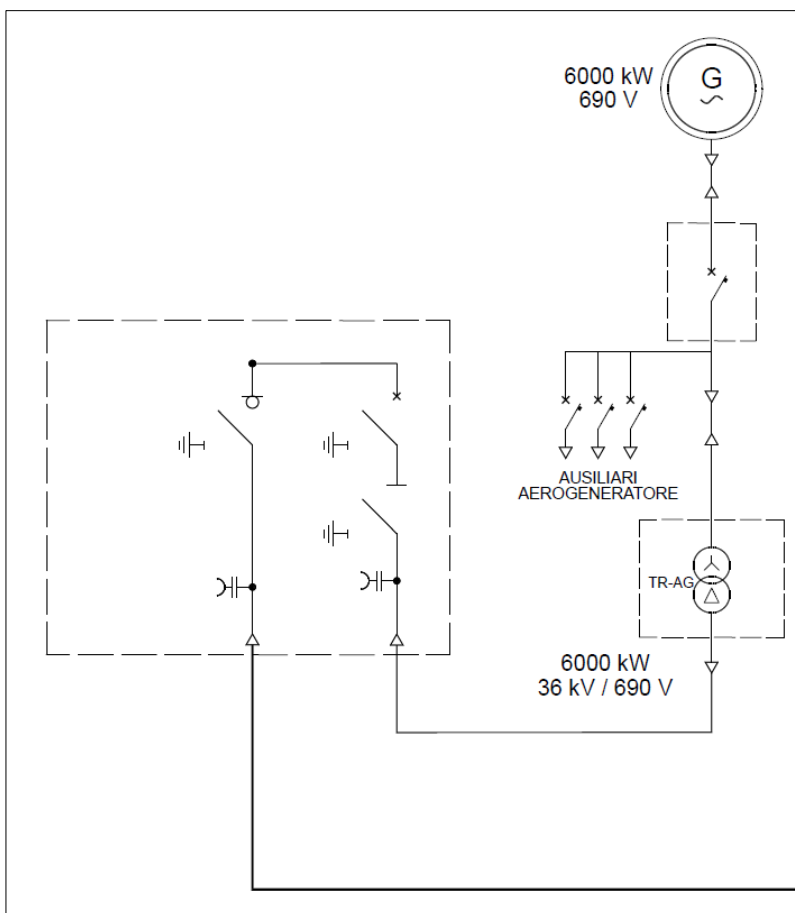 6000 kW
690 V
G
AUSILIARI
AEROGENERATORE
TR-AG
6000 kW
36 kV / 690 V